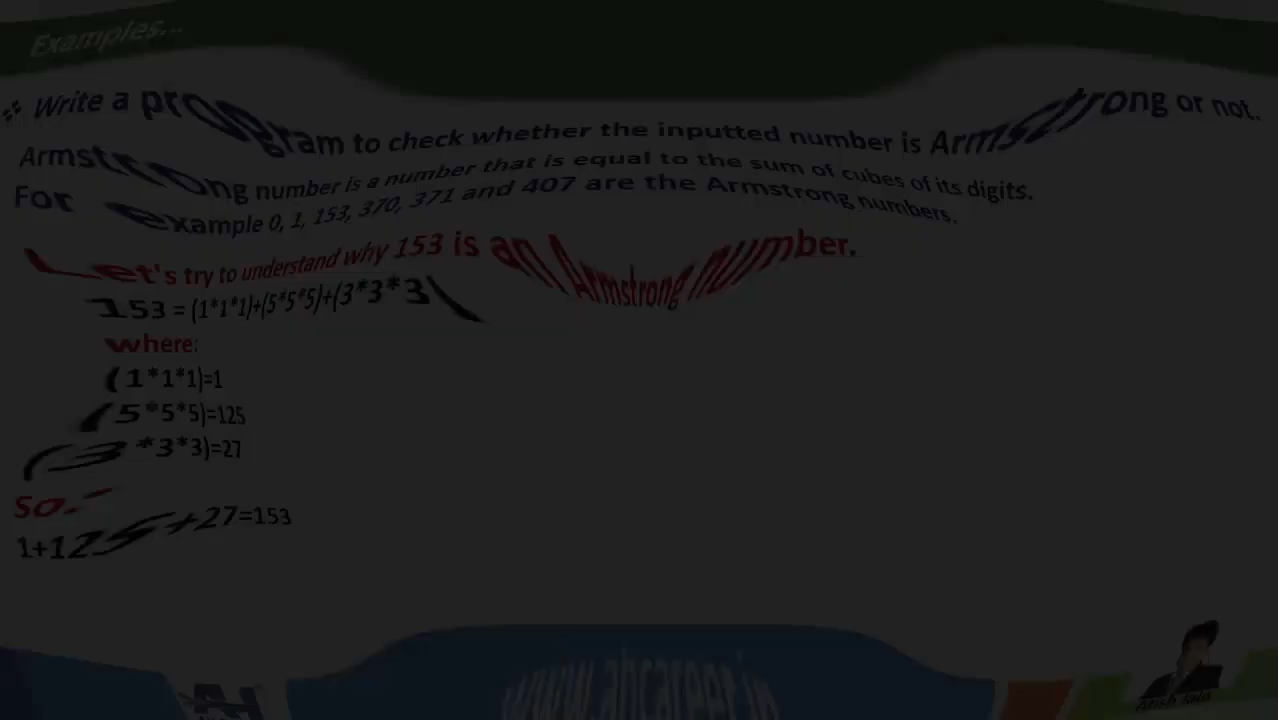 Examples...
Write a program to check whether the inputted number is Armstrong or not.
Armstrong number is a number that is equal to the sum of cubes of its digits.
For example 0, 1, 153, 370, 371 and 407 are the Armstrong numbers.
Let's try to understand why 153 is an Armstrong number.
153 = (1*1*1)+(5*5*5)+(3*3*3)
where:
(1*1*1)=1
(5*5*5)=125
(3*3*3)=27
So:
1+125+27=153
Atish Jain